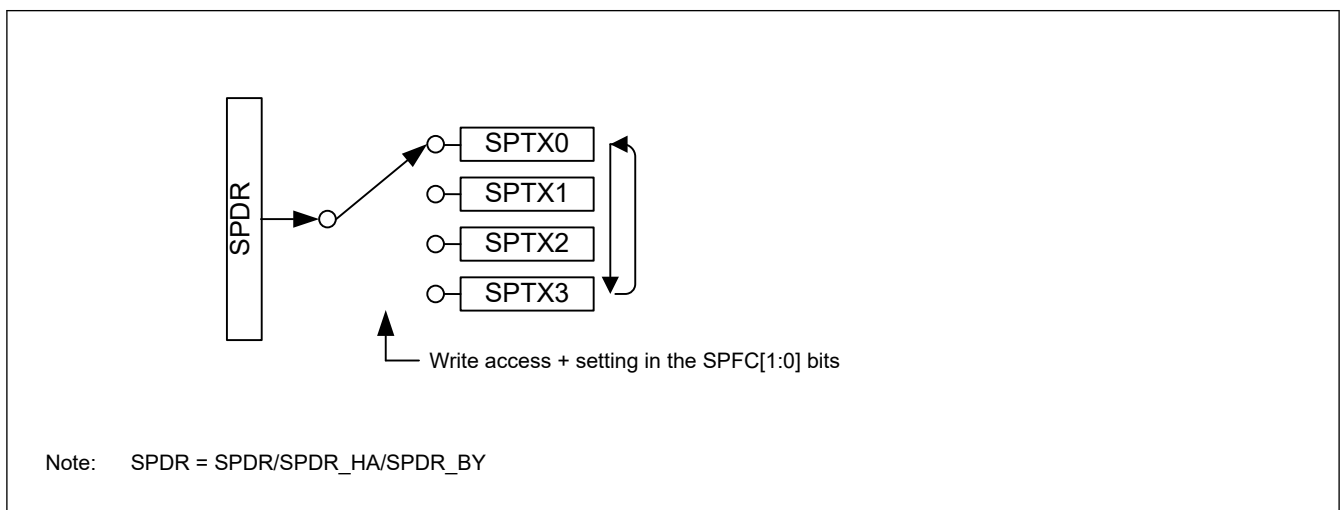 SPDR
SPTX0
SPTX1
SPTX2
SPTX3
Write access + setting in the SPFC[1:0] bits
Note: SPDR = SPDR/SPDR_HA/SPDR_BY